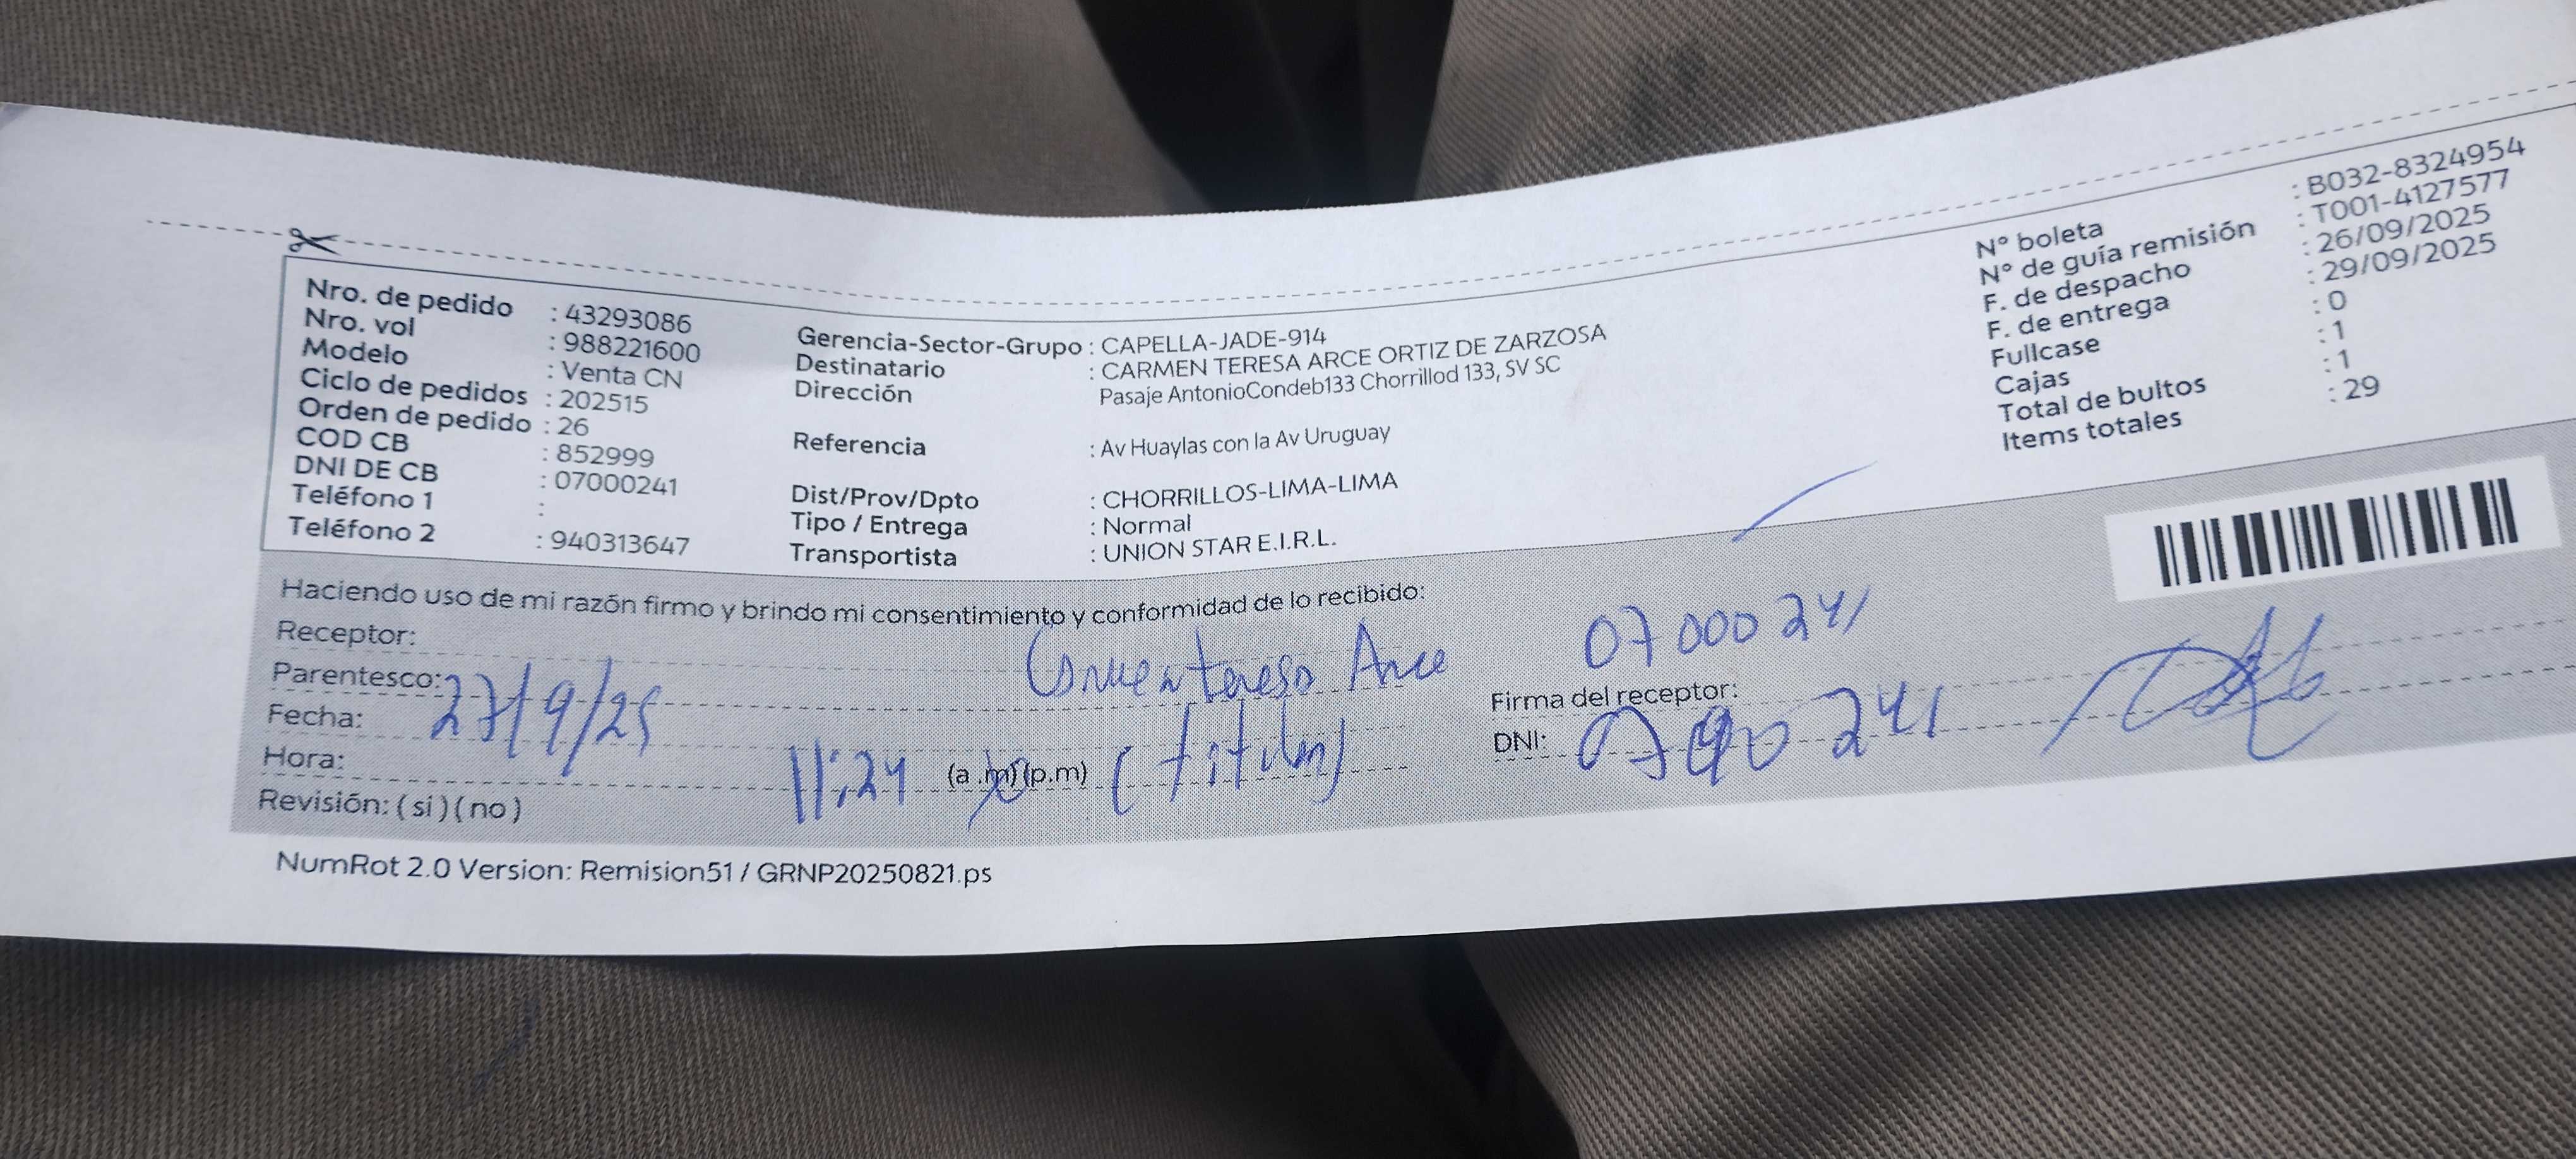 Nro. de pedido : 43293086
Nro. vol : 988221600
Modelo : Venta CN
Ciclo de pedidos : 202515
Orden de pedido : 26
COD CB : 852999
DNI DE CB : 07000241
Teléfono 1 :
Teléfono 2 : 940313647
Gerencia-Sector-Grupo : CAPELLA-JADE-914
Destinatario : CARMEN TERESA ARCE ORTIZ DE ZARZOSA
Dirección Pasaje AntonioCondeb133 Chorrillod 133, SV SC
Referencia : Av Huaylas con la Av Uruguay
Dist/Prov/Dpto : CHORRILLOS-LIMA-LIMA
Tipo / Entrega : Normal
Transportista : UNION STAR E.I.R.L.
N° boleta : B032-8324954
N° de guía remisión : T001-4127577
F. de despacho : 26/09/2025
F. de entrega : 29/09/2025
Fullcase : 0
Cajas : 1
Total de bultos : 1
Items totales : 29
Haciendo uso de mi razón firmo y brindo mi consentimiento y conformidad de lo recibido:
Receptor:
Parentesco: Arce
Fecha: 27/9/25
Hora: 11:24 (a.m)(p.m) (titular)
Revisión: ( si ) ( no )
07000241
Firma del receptor:
DNI: 241
NumRot 2.0 Version: Remision51 / GRNP20250821.ps